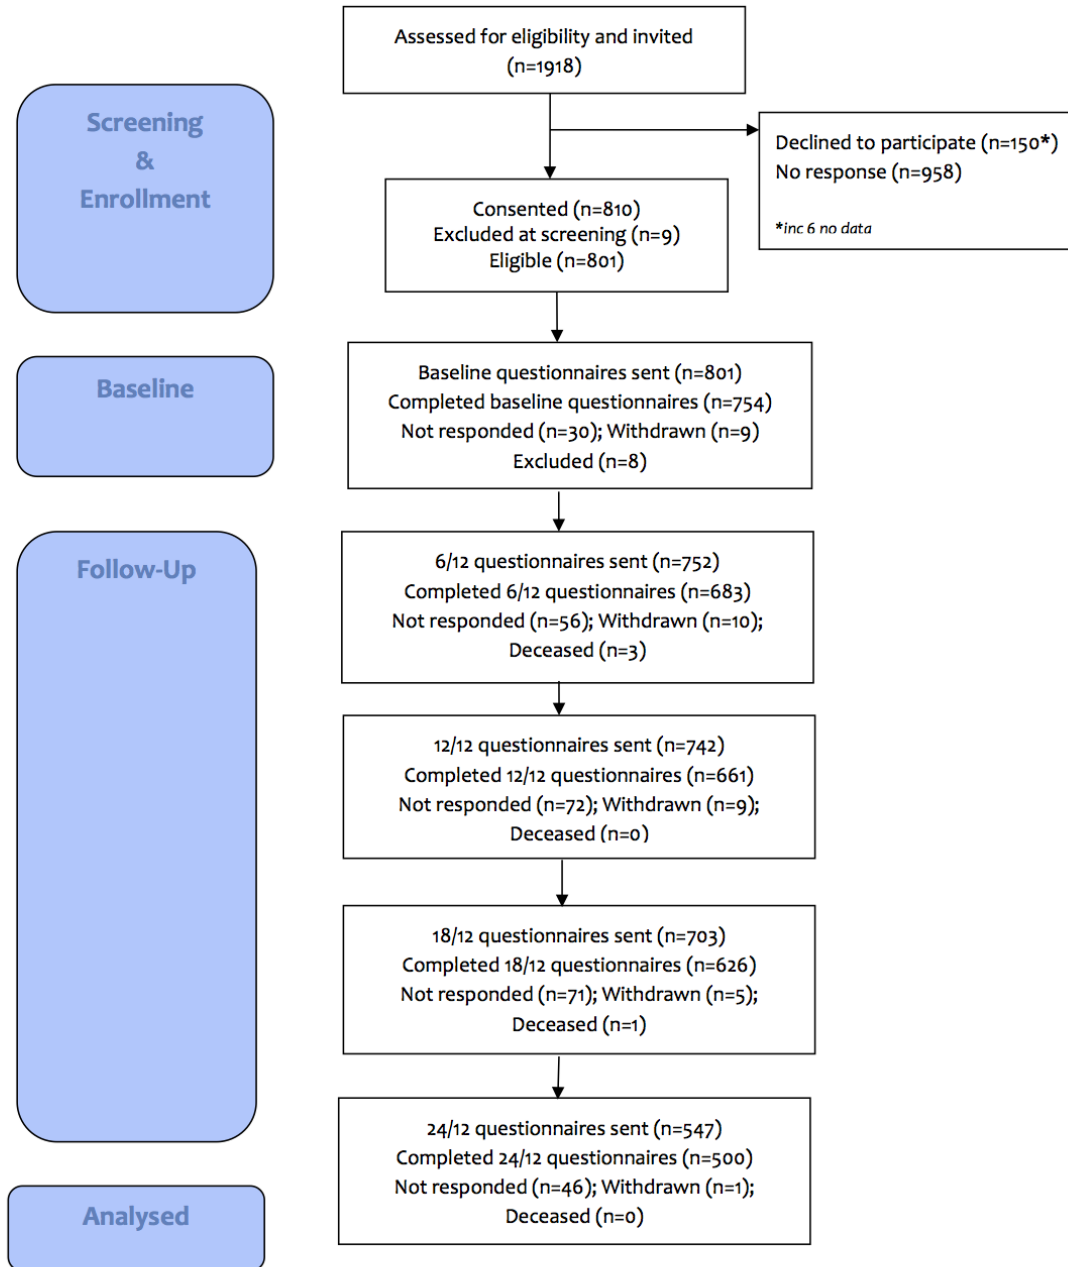 Assessed for eligibility and invited
(n=1918)
Screening
&
Enrollment
Declined to participate (n=150*)
No response (n=958)
*inc 6 no data
Consented (n=810)
Excluded at screening (n=9)
Eligible (n=801)
Baseline
Baseline questionnaires sent (n=801)
Completed baseline questionnaires (n=754)
Not responded (n=30); Withdrawn (n=9)
Excluded (n=8)
Follow-Up
6/12 questionnaires sent (n=752)
Completed 6/12 questionnaires (n=683)
Not responded (n=56); Withdrawn (n=10);
Deceased (n=3)
12/12 questionnaires sent (n=742)
Completed 12/12 questionnaires (n=661)
Not responded (n=72); Withdrawn (n=9);
Deceased (n=0)
18/12 questionnaires sent (n=703)
Completed 18/12 questionnaires (n=626)
Not responded (n=71); Withdrawn (n=5);
Deceased (n=1)
24/12 questionnaires sent (n=547)
Completed 24/12 questionnaires (n=500)
Not responded (n=46); Withdrawn (n=1);
Deceased (n=0)
Analysed